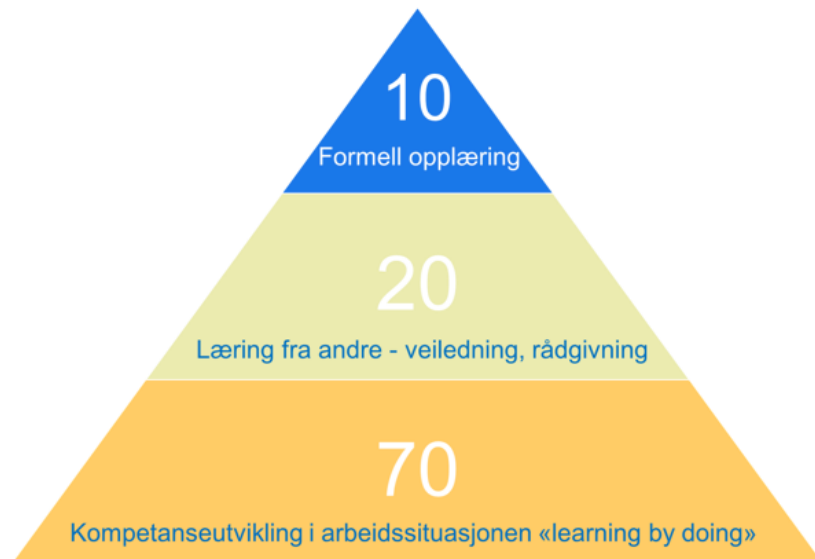 10
Formell opplæring
20
Læring fra andre - veiledning, rådgivning
70
Kompetanseutvikling i arbeidssituasjonen «learning by doing»